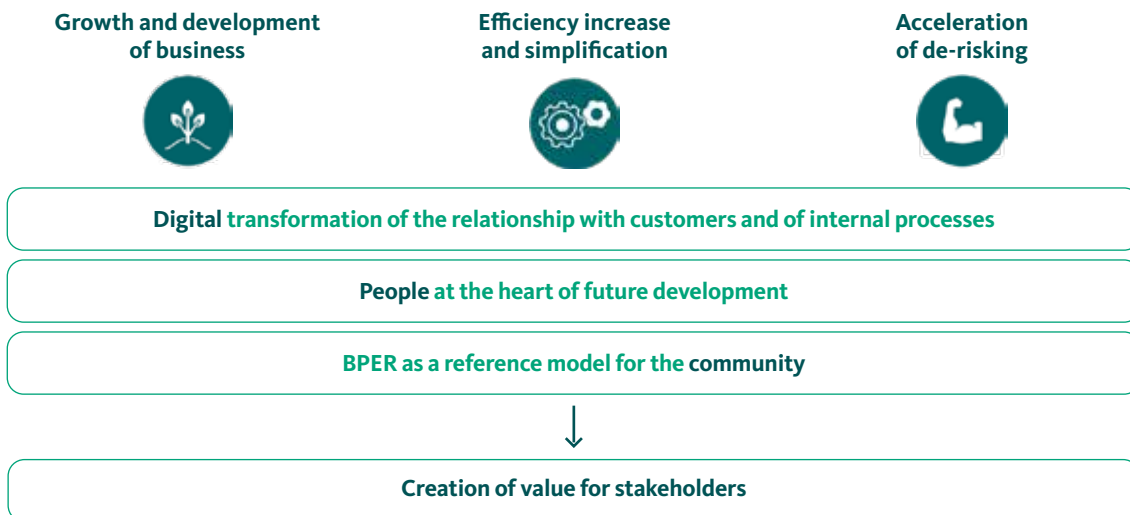 Growth and development
of business
Efficiency increase
and simplification
Acceleration
of de-risking
Digital transformation of the relationship with customers and of internal processes
People at the heart of future development
BPER as a reference model for the community
Creation of value for stakeholders